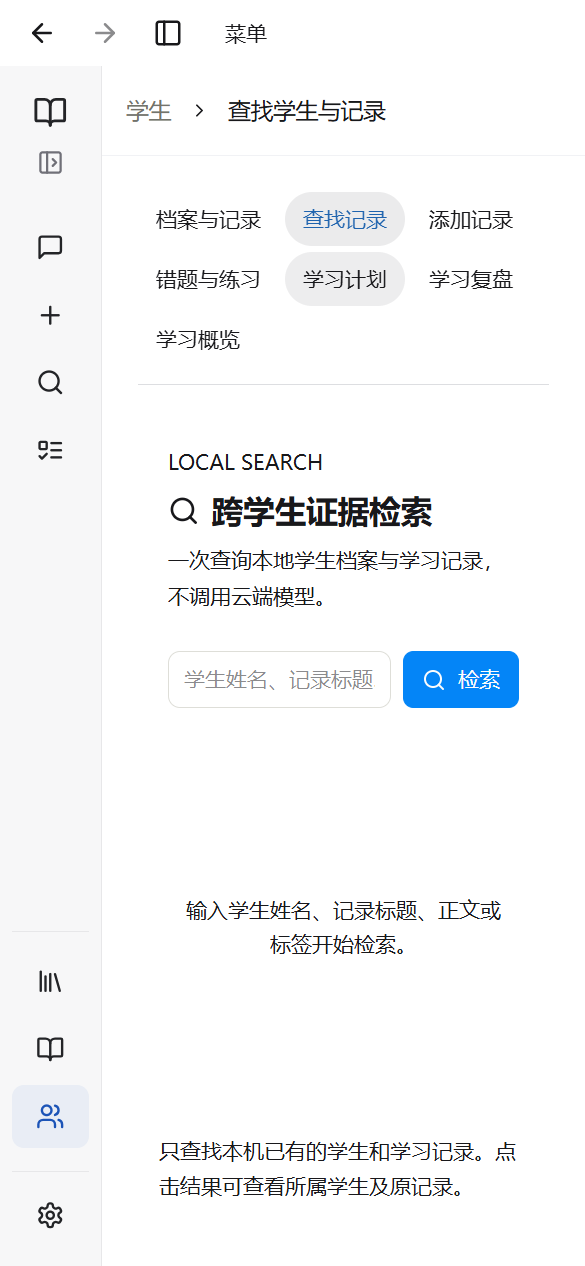 菜单
学生 > 查找学生与记录
档案与记录 查找记录 添加记录
错题与练习 学习计划 学习复盘
学习概览
LOCAL SEARCH
跨学生证据检索
一次查询本地学生档案与学习记录，
不调用云端模型。
学生姓名、记录标题 检索
输入学生姓名、记录标题、正文或
标签开始检索。
只查找本机已有的学生和学习记录。点
击结果可查看所属学生及原记录。